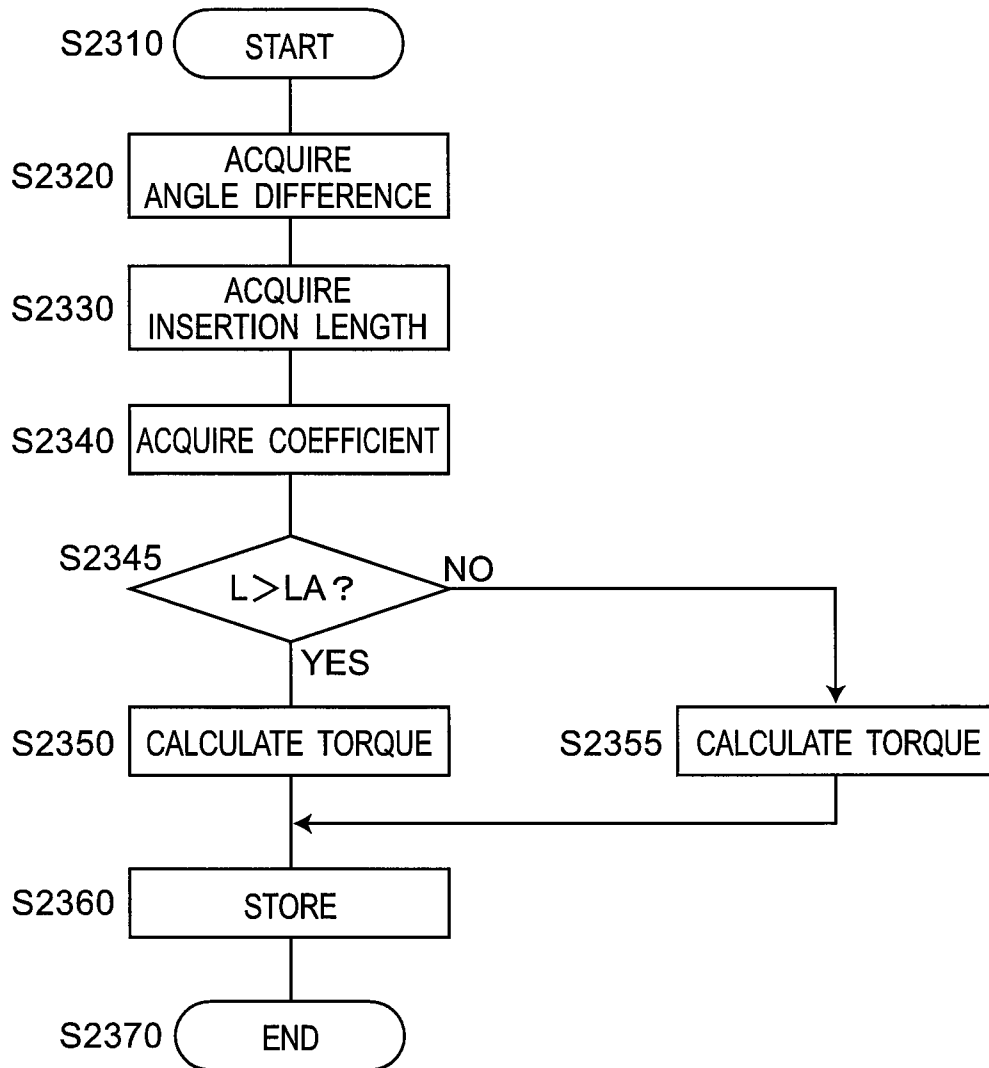 S2310 START
S2320 ACQUIRE
ANGLE DIFFERENCE
S2330 ACQUIRE
INSERTION LENGTH
S2340 ACQUIRE COEFFICIENT
S2345 L>LA?
NO
YES
S2350 CALCULATE TORQUE
S2355 CALCULATE TORQUE
S2360 STORE
S2370 END